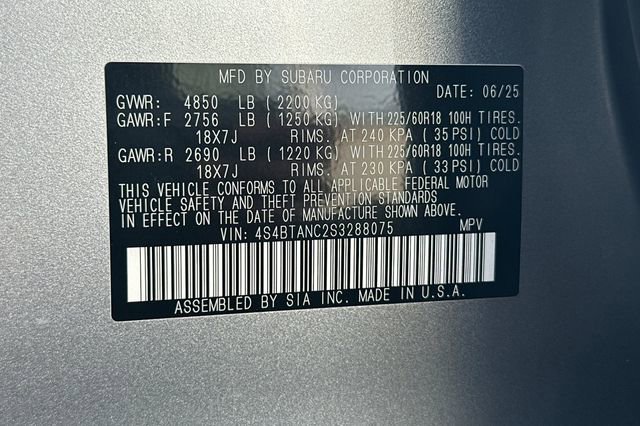 MFD BY SUBARU CORPORATION
DATE: 06/25
GVWR: 4850 LB (2200 KG)
GAWR:F 2756 LB (1250 KG) WITH 225/60R18 100H TIRES.
18X7J RIMS. AT 240 KPA (35 PSI) COLD
GAWR:R 2690 LB (1220 KG) WITH 225/60R18 100H TIRES.
18X7J RIMS. AT 230 KPA (33 PSI) COLD
THIS VEHICLE CONFORMS TO ALL APPLICABLE FEDERAL MOTOR
VEHICLE SAFETY AND THEFT PREVENTION STANDARDS
IN EFFECT ON THE DATE OF MANUFACTURE SHOWN ABOVE.
VIN: 4S4BTANC2S3288075 MPV
ASSEMBLED BY SIA INC. MADE IN U.S.A.